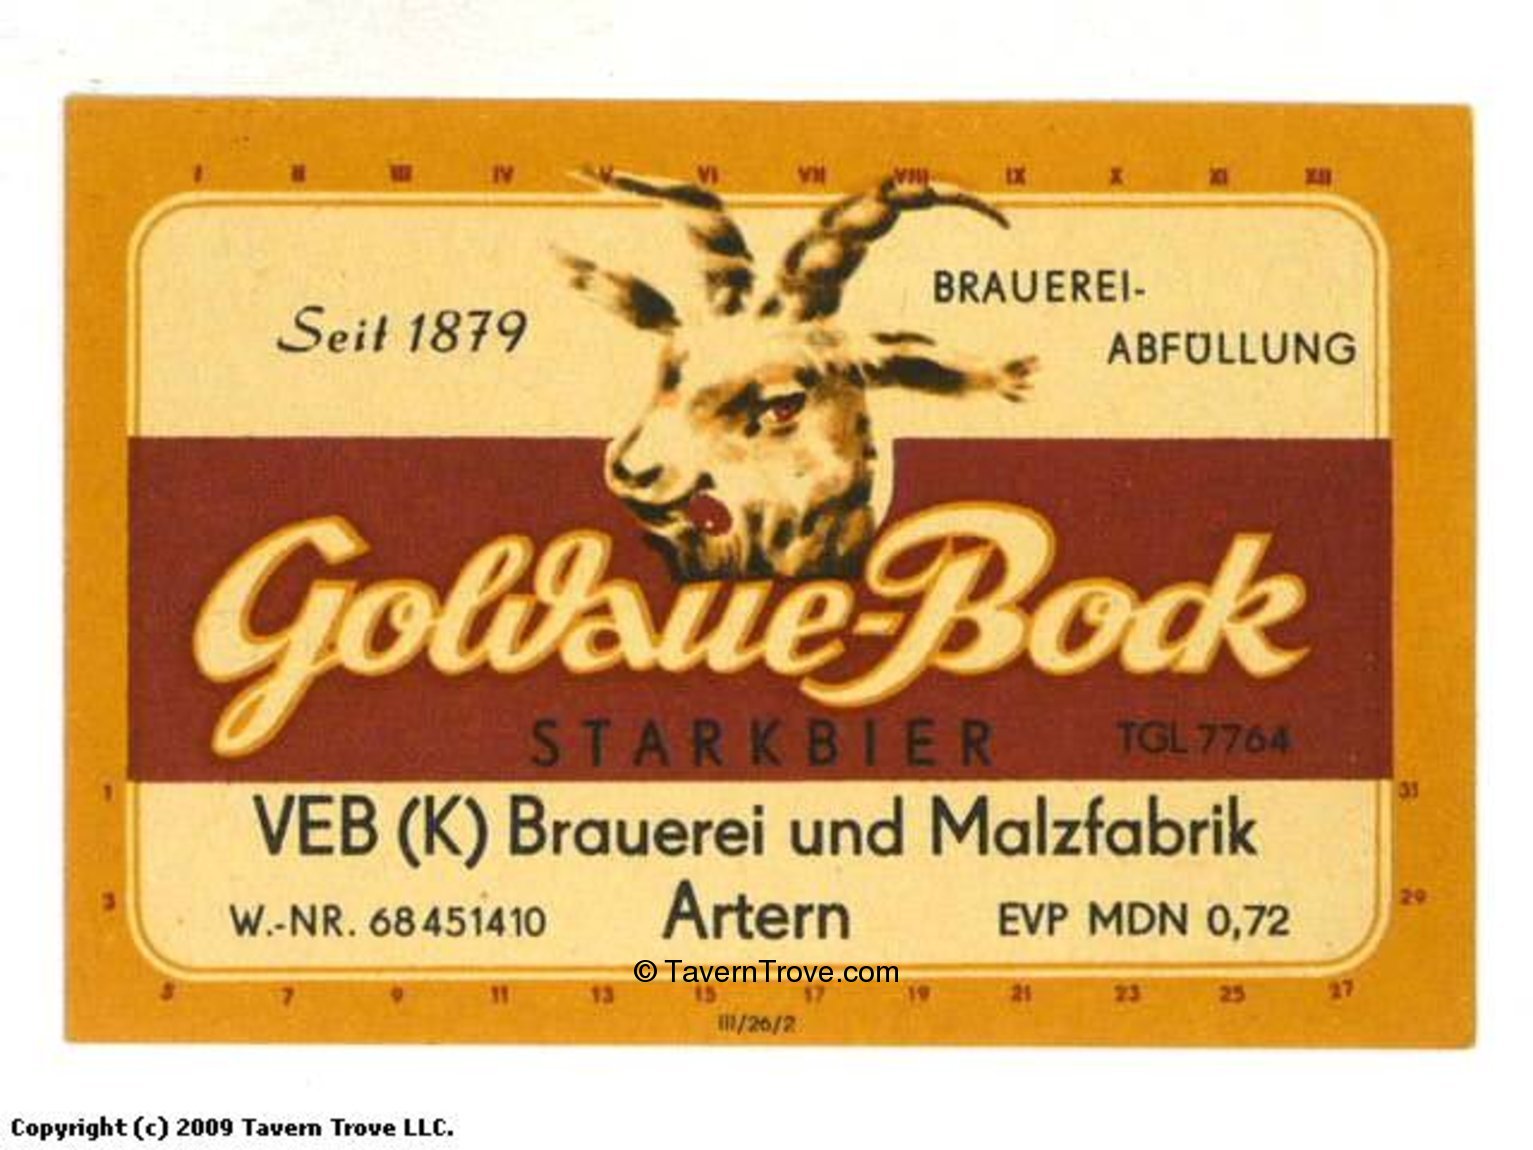 I II III IV V VI VII VIII IX X XI XII
Seit 1879
BRAUEREI-
ABFÜLLUNG
Goldaue-Bock
STARKBIER
TGL 7764
1
31
VEB (K) Brauerei und Malzfabrik
3
29
W.-NR. 68451410
Artern
EVP MDN 0,72
© TavernTrove.com
5 7 9 11 13 15 17 19 21 23 25 27
III/26/2
Copyright (c) 2009 Tavern Trove LLC.